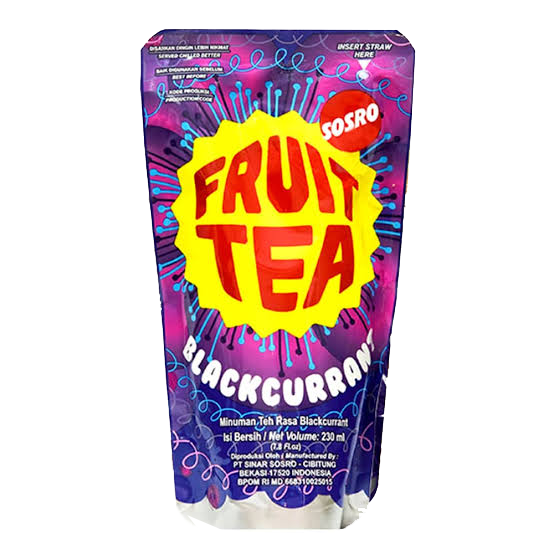 DISAJIKAN DINGIN LEBIH NIKMAT
SERVED CHILLED BETTER
BAIK DIGUNAKAN SEBELUM
BEST BEFORE
KODE PRODUKSI
PRODUCTION CODE
INSERT STRAW
HERE
SOSRO
FRUIT
TEA
BLACKCURRANT
Minuman Teh Rasa Blackcurrant
Isi Bersih / Net Volume: 230 ml
(7.8 Fl.oz)
Diproduksi Oleh / Manufactured By :
PT SINAR SOSRO - CIBITUNG
BEKASI 17520 INDONESIA
BPOM RI MD 668310025015